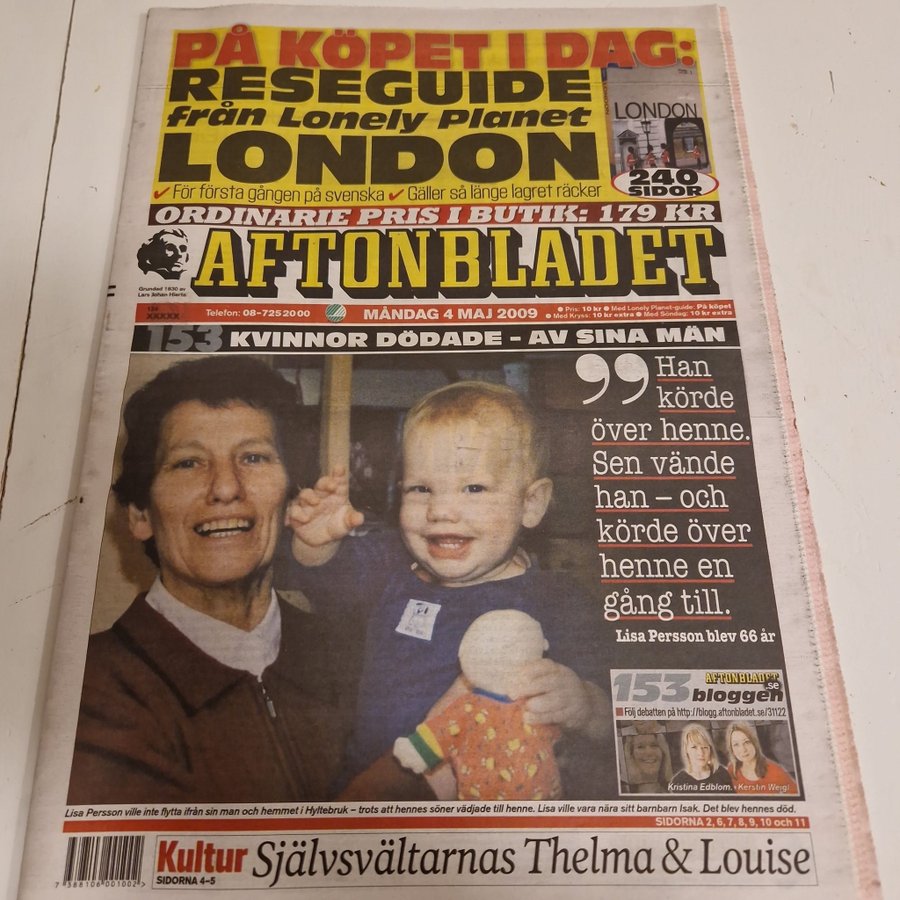 PÅ KÖPET I DAG:
RESEGUIDE
från Lonely Planet
LONDON
✓ För första gången på svenska ✓ Gäller så länge lagret räcker
LONDON
240
SIDOR
ORDINARIE PRIS I BUTIK: 179 KR
AFTONBLADET
Grundad 1830 av
Lars Johan Hierta
XXXXX
Telefon: 08-725 20 00
MÅNDAG 4 MAJ 2009
● Pris: 10 kr ● Med Lonely Planet-guide: På köpet
● Med Kryss: 10 kr extra ● Med Söndag: 10 kr extra
153 KVINNOR DÖDADE – AV SINA MÄN
”Han
körde
över henne.
Sen vände
han – och
körde över
henne en
gång till.
Lisa Persson blev 66 år
153 AFTONBLADET.se
bloggen
Följ debatten på http://blogg.aftonbladet.se/31122
Kristina Edblom. Kerstin Weigl
Lisa Persson ville inte flytta ifrån sin man och hemmet i Hyltebruk – trots att hennes söner vädjade till henne. Lisa ville vara nära sitt barnbarn Isak. Det blev hennes död.
SIDORNA 2, 6, 7, 8, 9, 10 och 11
7 388106 001002 >
Kultur Självsvältarnas Thelma & Louise
SIDORNA 4–5